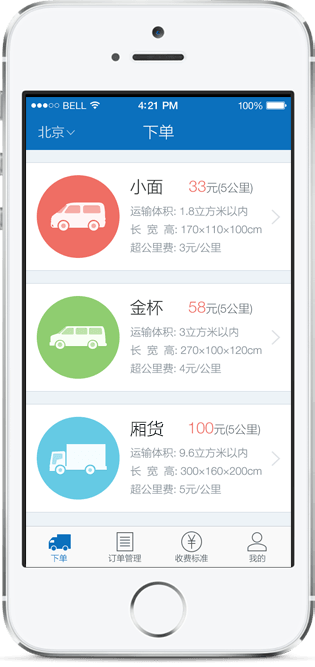 BELL 4:21 PM 100%
北京 下单
小面 33元(5公里)
运输体积: 1.8立方米以内
长 宽 高: 170×110×100cm
超公里费: 3元/公里
金杯 58元(5公里)
运输体积: 3立方米以内
长 宽 高: 270×100×120cm
超公里费: 4元/公里
厢货 100元(5公里)
运输体积: 9.6立方米以内
长 宽 高: 300×160×200cm
超公里费: 5元/公里
下单 订单管理 收费标准 我的